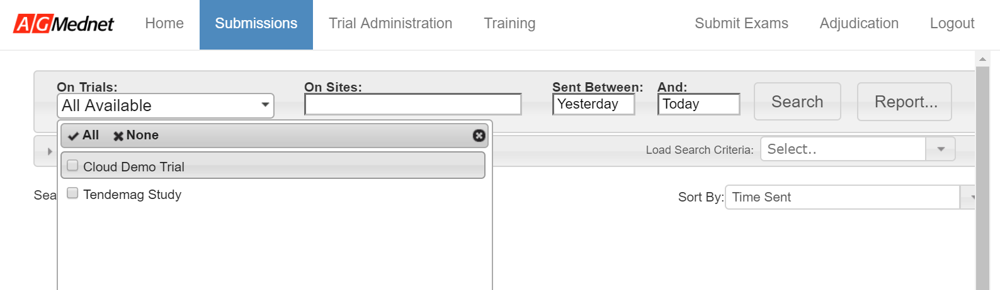 AG Mednet Home Submissions Trial Administration Training Submit Exams Adjudication Logout
On Trials: On Sites: Sent Between: And:
All Available Yesterday Today Search Report...
All None
Load Search Criteria: Select..
Cloud Demo Trial
Tendemag Study
Sea Sort By: Time Sent